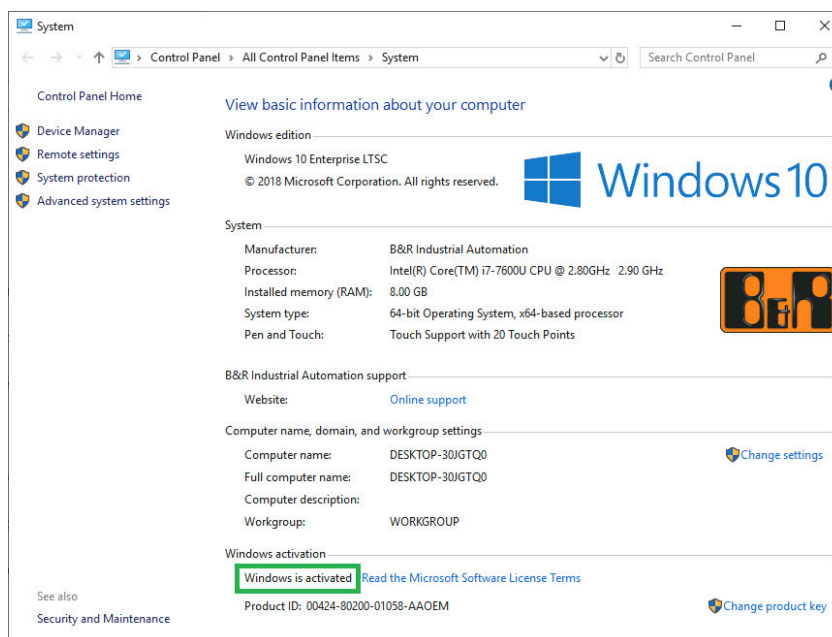 System
Control Panel > All Control Panel Items > System
Search Control Panel
Control Panel Home
Device Manager
Remote settings
System protection
Advanced system settings
See also
Security and Maintenance
View basic information about your computer
Windows edition
Windows 10 Enterprise LTSC
© 2018 Microsoft Corporation. All rights reserved.
Windows 10
System
Manufacturer: B&R Industrial Automation
Processor: Intel(R) Core(TM) i7-7600U CPU @ 2.80GHz 2.90 GHz
Installed memory (RAM): 8.00 GB
System type: 64-bit Operating System, x64-based processor
Pen and Touch: Touch Support with 20 Touch Points
B&R
B&R Industrial Automation support
Website: Online support
Computer name, domain, and workgroup settings
Computer name: DESKTOP-30JGTQ0 Change settings
Full computer name: DESKTOP-30JGTQ0
Computer description:
Workgroup: WORKGROUP
Windows activation
Windows is activated Read the Microsoft Software License Terms
Product ID: 00424-80200-01058-AAOEM Change product key